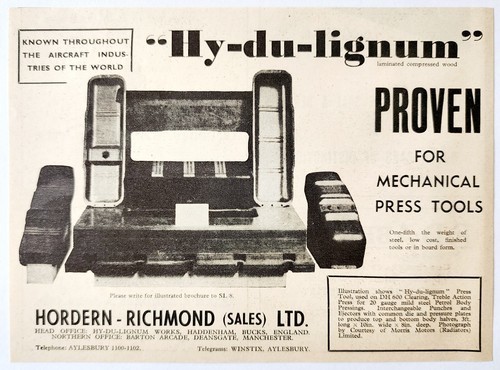 KNOWN THROUGHOUT
THE AIRCRAFT INDUS-
TRIES OF THE WORLD
"Hy-du-lignum"
laminated compressed wood
PROVEN
FOR
MECHANICAL
PRESS TOOLS
One-fifth the weight of
steel, low cost, finished
tools or in board form.
Please write for illustrated brochure to SL 8.
HORDERN - RICHMOND (SALES) LTD.
HEAD OFFICE: HY-DU-LIGNUM WORKS, HADDENHAM, BUCKS, ENGLAND.
NORTHERN OFFICE: BARTON ARCADE, DEANSGATE, MANCHESTER.
Telephone: AYLESBURY 1100-1102. Telegrams: WINSTIX, AYLESBURY.
Illustration shows "Hy-du-lignum" Press
Tool, used on DH 600 Clearing, Treble Action
Press for 20 gauge mild steel Petrol Body
Pressings. Interchangeable Punches and
Ejectors with common die and pressure plates
to produce top and bottom body halves, 3ft.
long × 10in. wide × 8in. deep. Photograph
by Courtesy of Morris Motors (Radiators)
Limited.